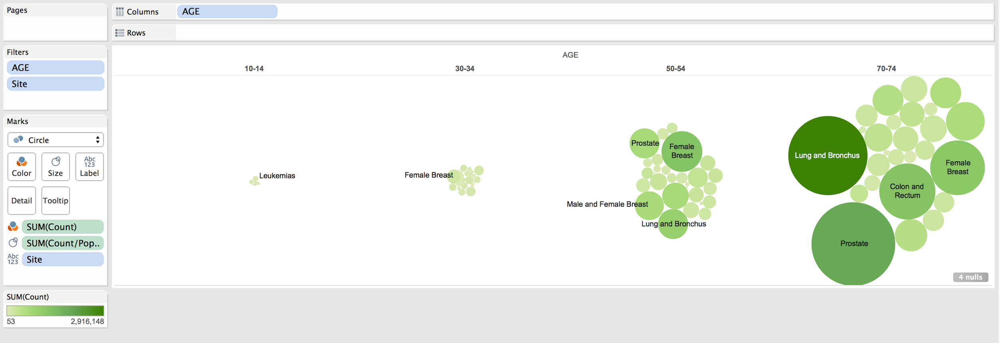 Pages
Columns
AGE
Rows
Filters
AGE
Site
Marks
Circle
Color
Size
Abc
123
Label
Detail
Tooltip
SUM(Count)
SUM(Count/Pop..
Abc
123
Site
SUM(Count)
53
2,916,148
AGE
10-14
30-34
50-54
70-74
Leukemias
Female Breast
Prostate
Female
Breast
Male and Female Breast
Lung and Bronchus
Lung and Bronchus
Female
Breast
Colon and
Rectum
Prostate
4 nulls